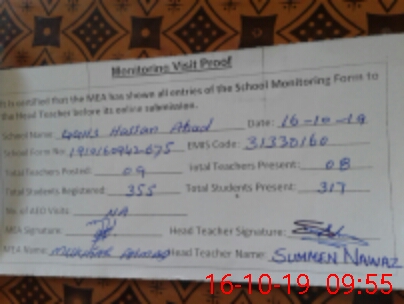 Monitoring Visit Proof
It is certified that the MEA has shown all entries of the School Monitoring Form to
the Head Teacher before its online submission.
School Name: Hassan Abad Date: 16-10-19
School Form No: 1910160942675 EMIS Code: 31330160
Total Teachers Posted: 09 Total Teachers Present: 08
Total Students Registered: 355 Total Students Present: 317
No. of AEO Visits: NA
MEA Signature: Head Teacher Signature:
MEA Name: Mukhtar Ahmad Head Teacher Name: SUMMEN NAWAZ
16-10-19 09:55